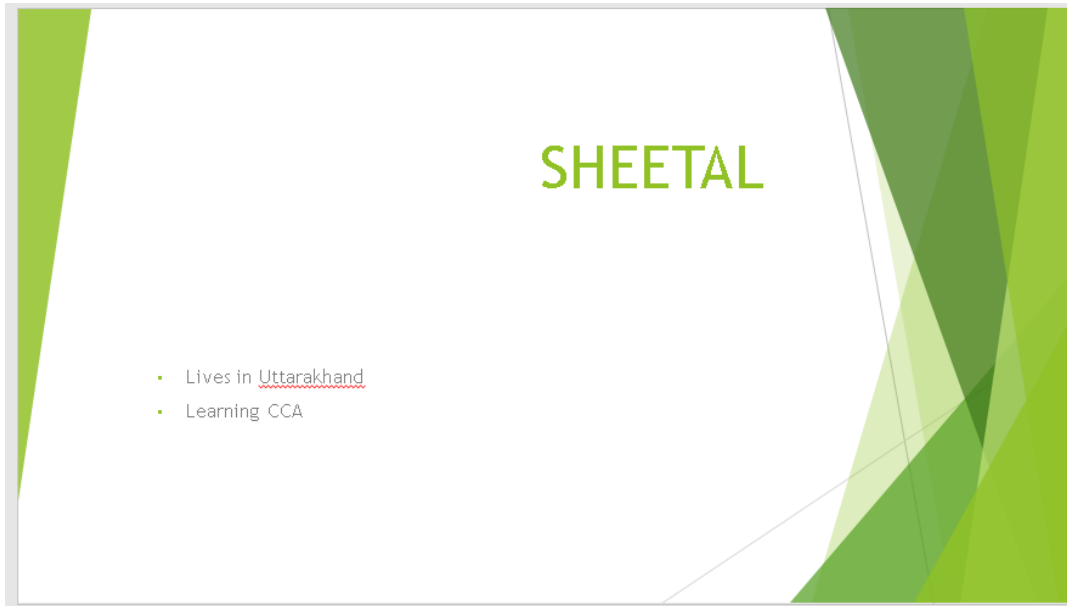 SHEETAL
▪ Lives in Uttarakhand
▪ Learning CCA